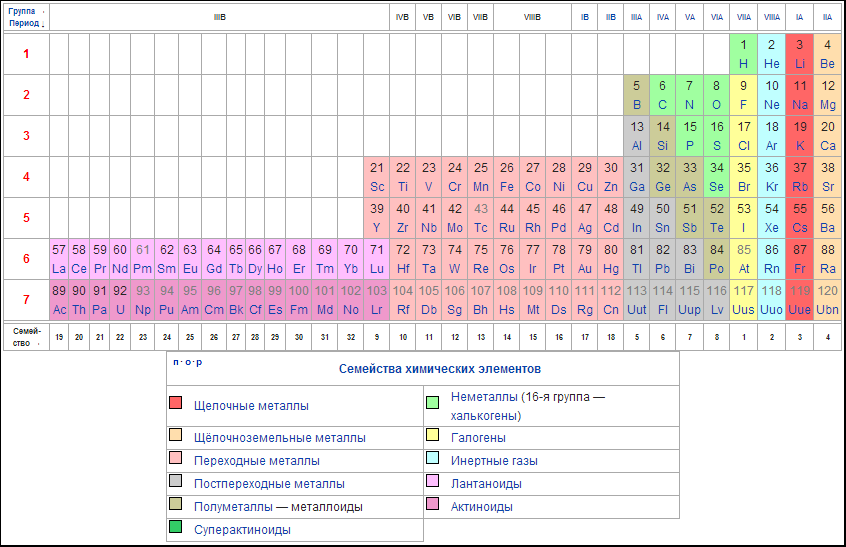 Группа → IIIB IVB VB VIB VIIB VIIIB IB IIB IIIA IVA VA VIA VIIA VIIIA IA IIA
Период ↓
1 1 2 3 4
H He Li Be
2 5 6 7 8 9 10 11 12
B C N O F Ne Na Mg
3 13 14 15 16 17 18 19 20
Al Si P S Cl Ar K Ca
4 21 22 23 24 25 26 27 28 29 30 31 32 33 34 35 36 37 38
Sc Ti V Cr Mn Fe Co Ni Cu Zn Ga Ge As Se Br Kr Rb Sr
5 39 40 41 42 43 44 45 46 47 48 49 50 51 52 53 54 55 56
Y Zr Nb Mo Tc Ru Rh Pd Ag Cd In Sn Sb Te I Xe Cs Ba
6 57 58 59 60 61 62 63 64 65 66 67 68 69 70 71 72 73 74 75 76 77 78 79 80 81 82 83 84 85 86 87 88
La Ce Pr Nd Pm Sm Eu Gd Tb Dy Ho Er Tm Yb Lu Hf Ta W Re Os Ir Pt Au Hg Tl Pb Bi Po At Rn Fr Ra
7 89 90 91 92 93 94 95 96 97 98 99 100 101 102 103 104 105 106 107 108 109 110 111 112 113 114 115 116 117 118 119 120
Ac Th Pa U Np Pu Am Cm Bk Cf Es Fm Md No Lr Rf Db Sg Bh Hs Mt Ds Rg Cn Uut Fl Uup Lv Uus Uuo Uue Ubn
Семей-
ство → 19 20 21 22 23 24 25 26 27 28 29 30 31 32 9 10 11 12 13 14 15 16 17 18 5 6 7 8 1 2 3 4
п · о · р
Семейства химических элементов
Щелочные металлы
Неметаллы (16-я группа —
халькогены)
Щёлочноземельные металлы
Галогены
Переходные металлы
Инертные газы
Постпереходные металлы
Лантаноиды
Полуметаллы — металлоиды
Актиноиды
Суперактиноиды